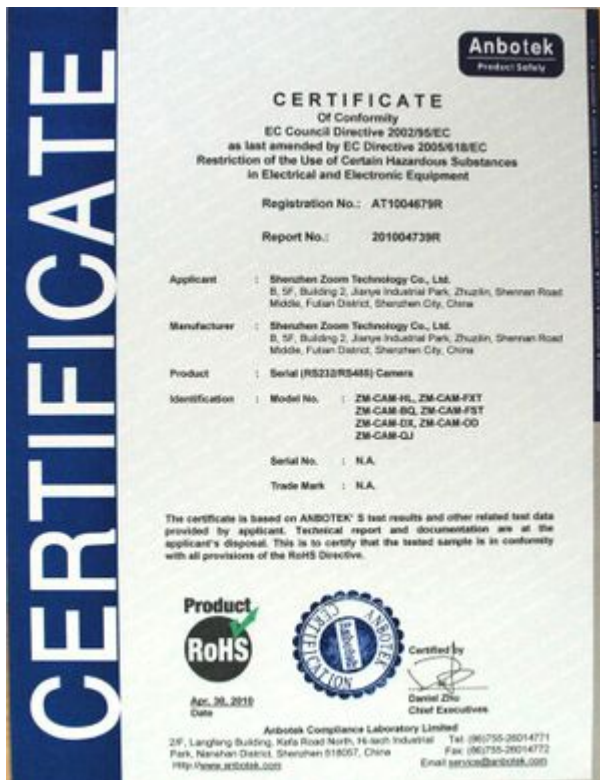 CERTIFICATE
Anbotek
Product Safety
CERTIFICATE
Of Conformity
EC Council Directive 2002/95/EC
as last amended by EC Directive 2005/618/EC
Restriction of the Use of Certain Hazardous Substances
in Electrical and Electronic Equipment
Registration No.: AT1004679R
Report No.: 201004739R
Applicant : Shenzhen Zoom Technology Co., Ltd.
B, 5F, Building 2, Jianye Industrial Park, Zhuzilin, Shennan Road
Middle, Futian District, Shenzhen City, China
Manufacturer : Shenzhen Zoom Technology Co., Ltd.
B, 5F, Building 2, Jianye Industrial Park, Zhuzilin, Shennan Road
Middle, Futian District, Shenzhen City, China
Product : Serial (RS232/RS485) Camera
Identification : Model No. : ZM-CAM-HL, ZM-CAM-FXT
ZM-CAM-BQ, ZM-CAM-FST
ZM-CAM-DX, ZM-CAM-OD
ZM-CAM-QJ
Serial No. : N.A.
Trade Mark : N.A.
The certificate is based on ANBOTEK' S test results and other related test data
provided by applicant. Technical report and documentation are at the
applicant's disposal. This is to certify that the tested sample is in conformity
with all provisions of the RoHS Directive.
Product
RoHS
ANBOTEK
Anbotek
CERTIFICATION
Certified by
Apr. 30, 2010
Date
Daniel Zhu
Chief Executives
Anbotek Compliance Laboratory Limited
2/F, Langfeng Building, Kefa Road North, Hi-tech Industrial Tel: (86)755-26014771
Park, Nanshan District, Shenzhen 518057, China Fax: (86)755-26014772
Http://www.anbotek.com Email:service@anbotek.com